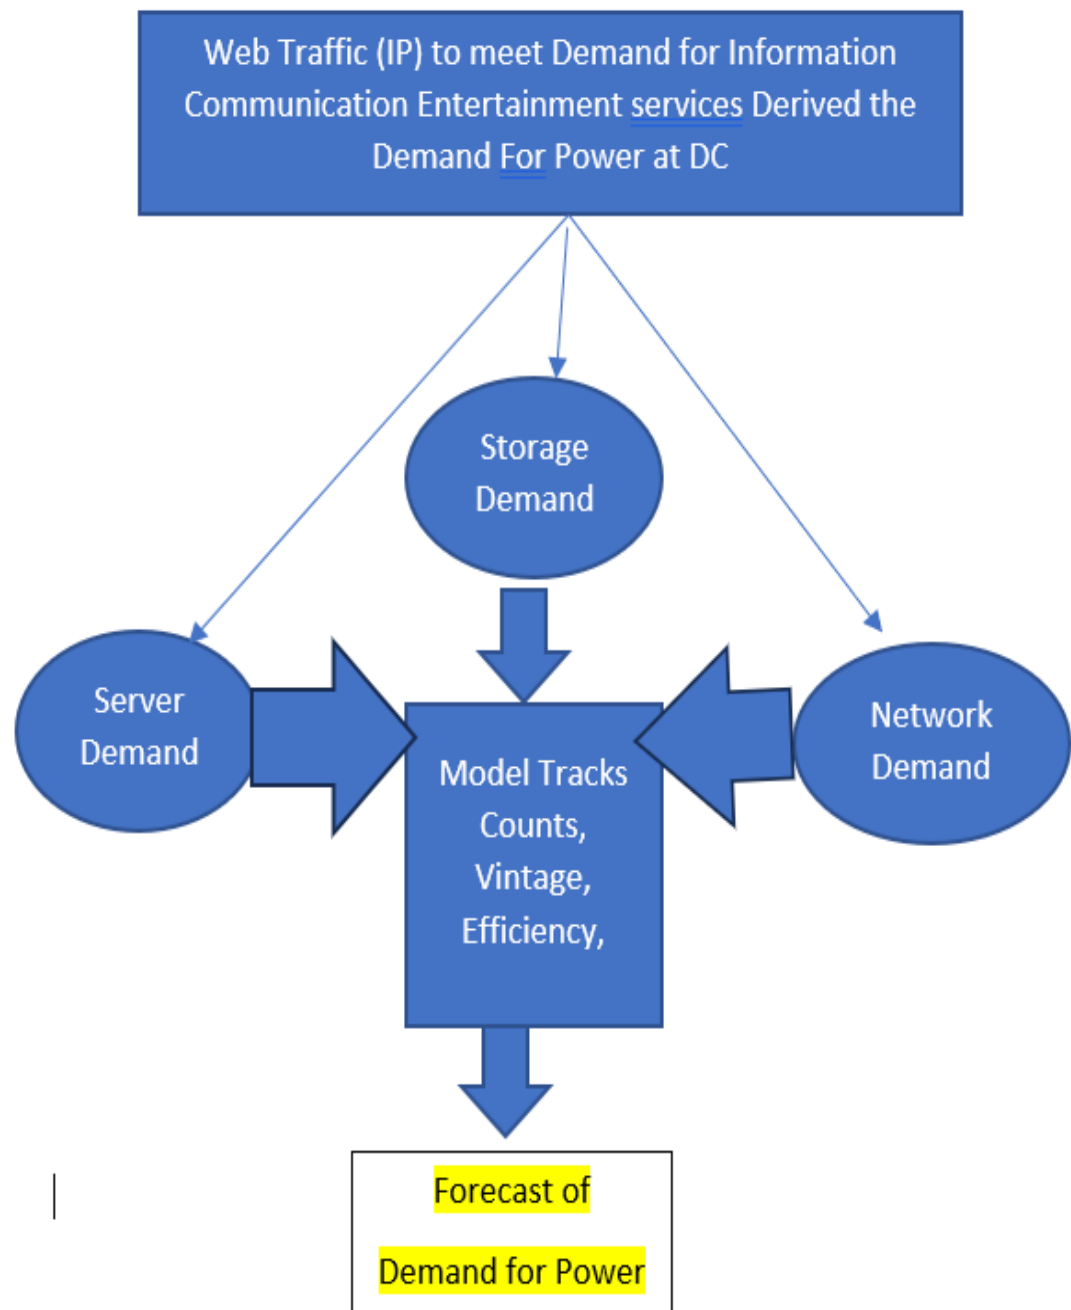 Web Traffic (IP) to meet Demand for Information
Communication Entertainment services Derived the
Demand For Power at DC
Storage
Demand
Server
Demand
Network
Demand
Model Tracks
Counts,
Vintage,
Efficiency,
Forecast of
Demand for Power